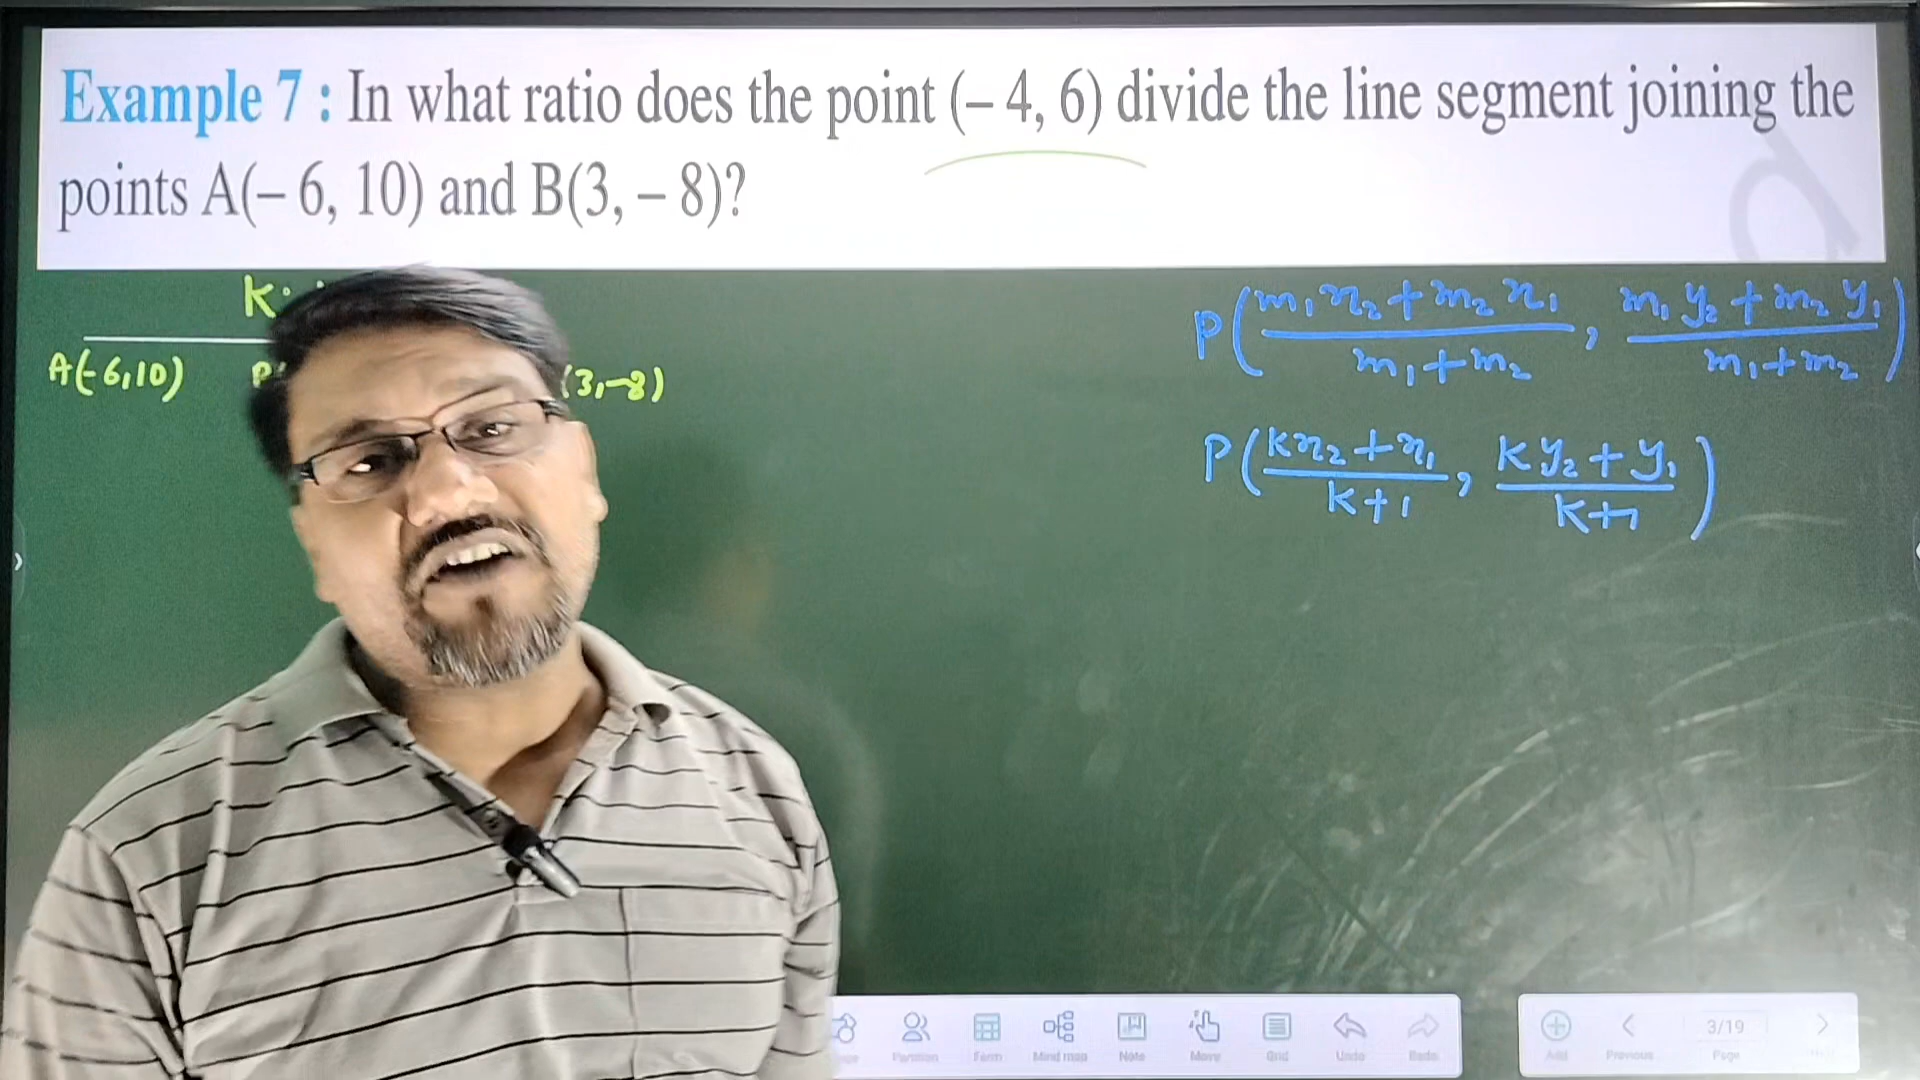 Example 7 : In what ratio does the point (– 4, 6) divide the line segment joining the
points A(– 6, 10) and B(3, – 8)?
K:
A(-6,10) P (3,-8)
P(m₁x₂+m₂x₁/m₁+m₂, m₁y₂+m₂y₁/m₁+m₂)
P(kx₂+x₁/k+1, ky₂+y₁/k+1)
Partition Form Mind map Note Move Grid Undo Redo Add Previous 3/19 Page